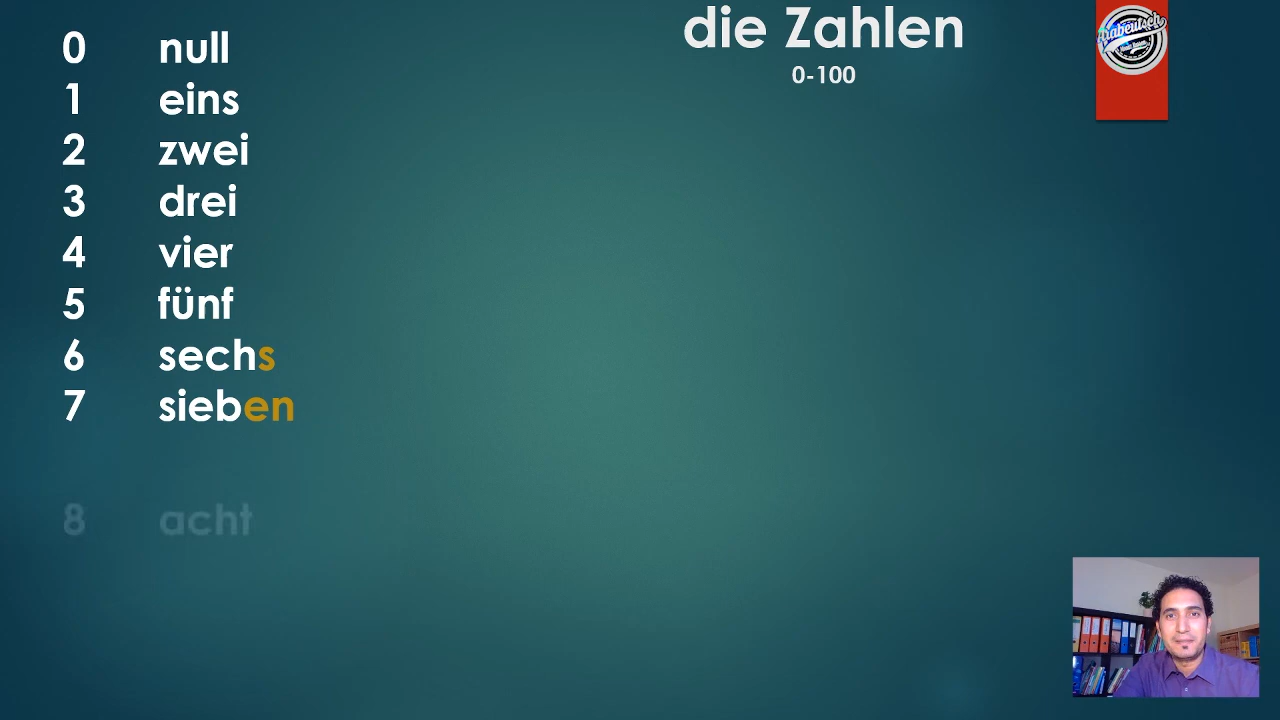 die Zahlen
0-100
0 null
1 eins
2 zwei
3 drei
4 vier
5 fünf
6 sechs
7 sieben
8 acht